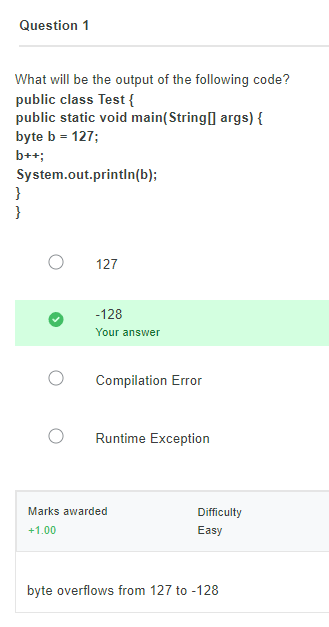 Question 1
What will be the output of the following code?
public class Test {
public static void main(String[] args) {
byte b = 127;
b++;
System.out.println(b);
}
}
127
-128
Your answer
Compilation Error
Runtime Exception
Marks awarded
Difficulty
+1.00
Easy
byte overflows from 127 to -128